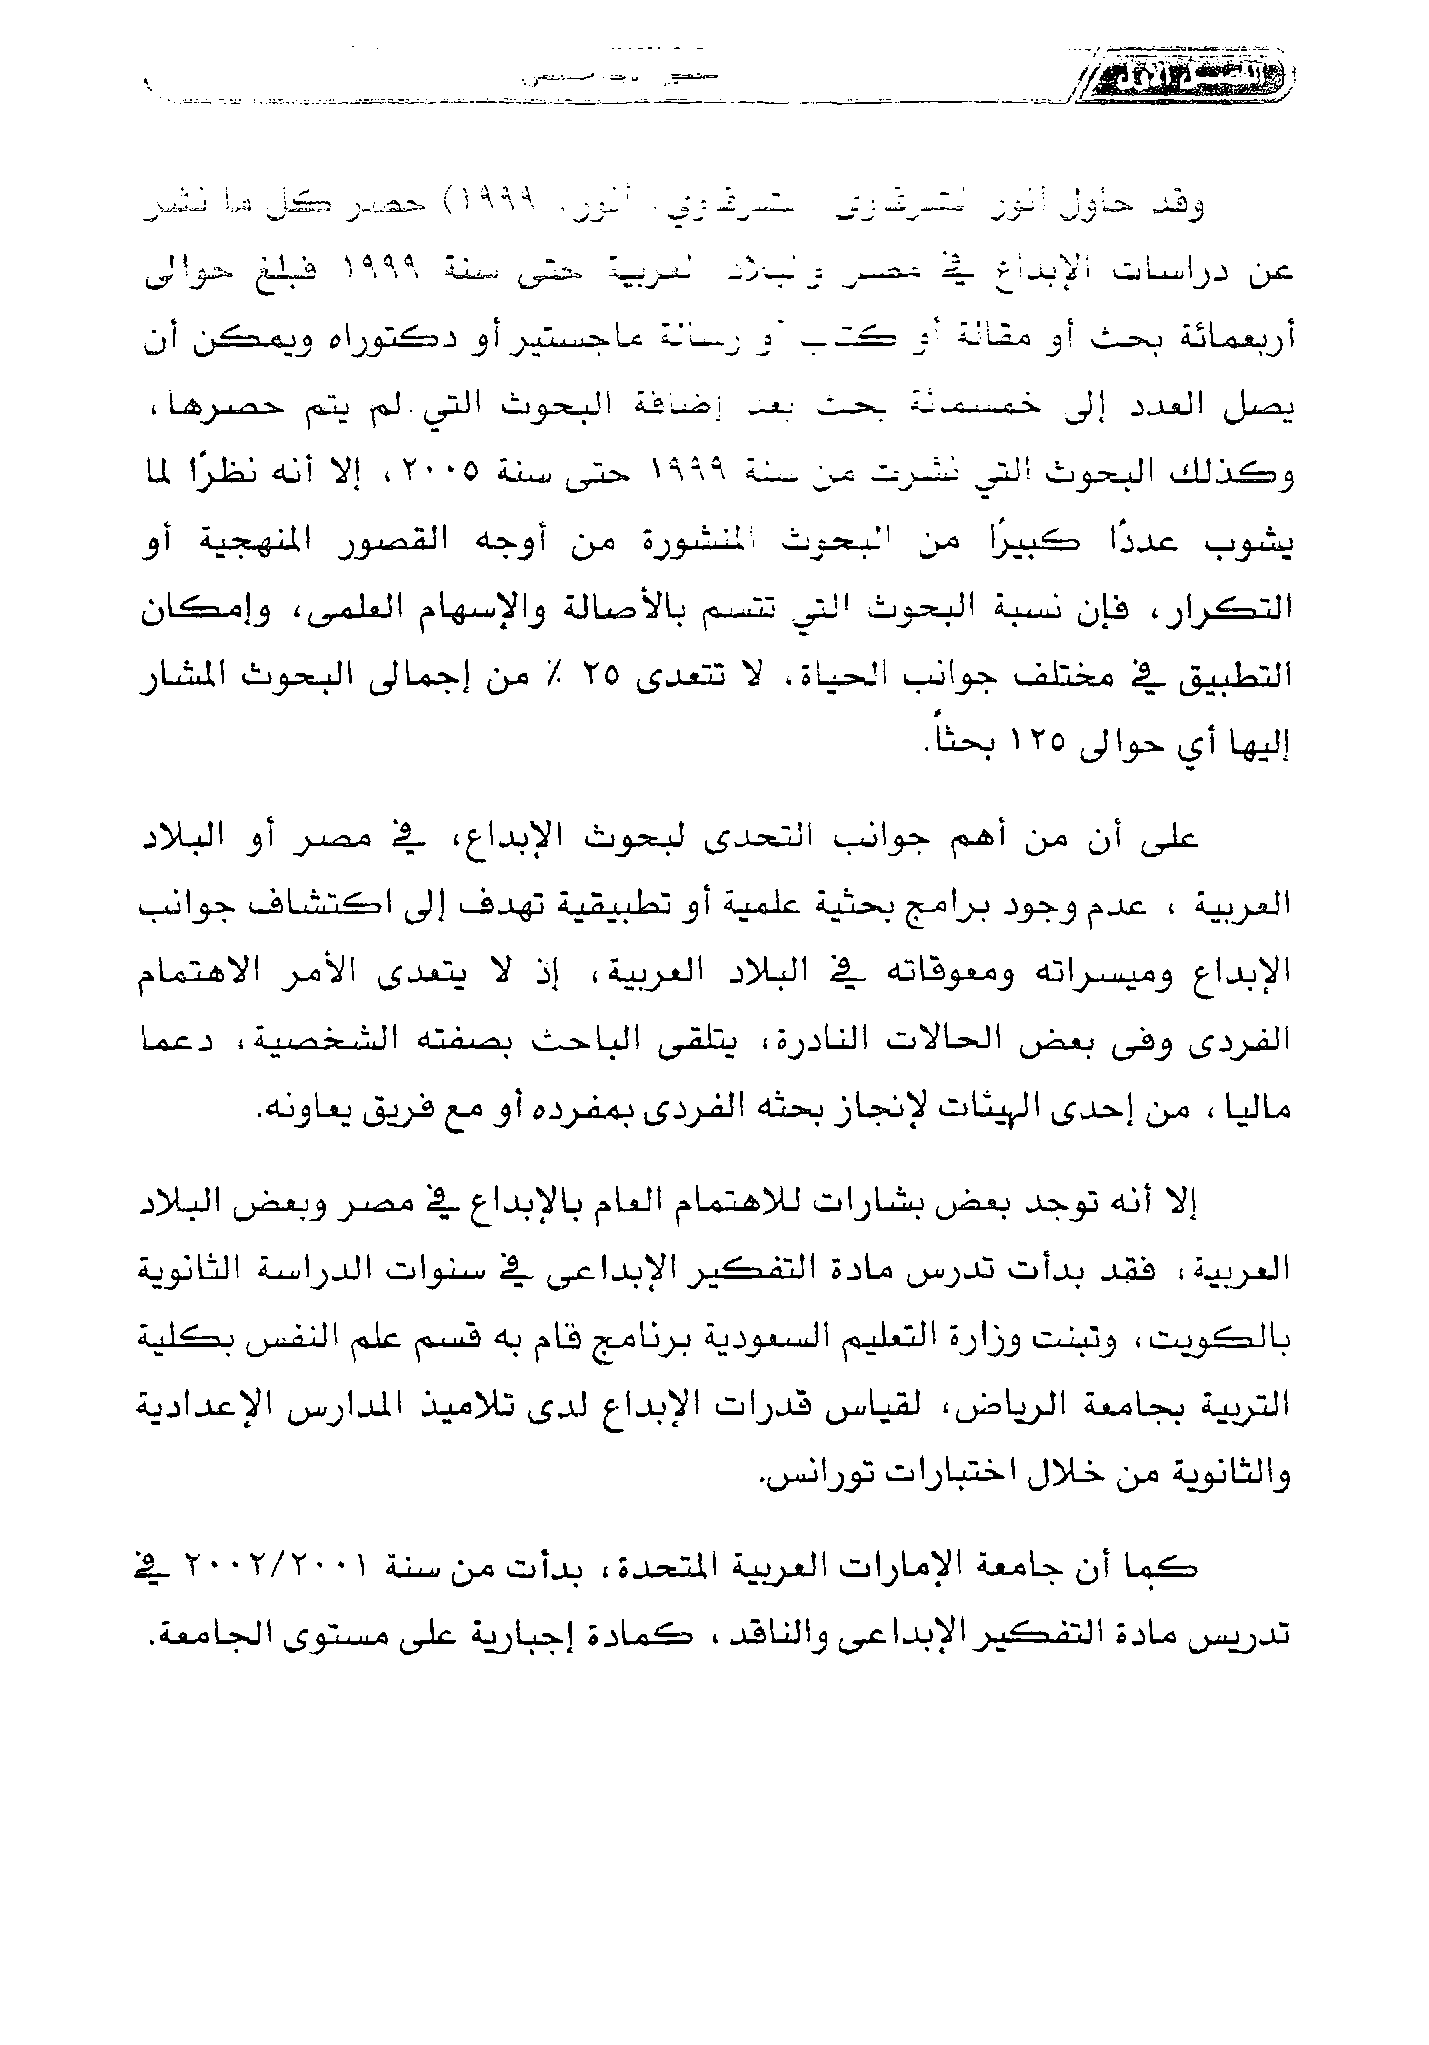 وقد حاول أنور الشرقاوى (الشرقاوي، أنور، ١٩٩٩) حصر كل ما نشر
عن دراسات الإبداع في مصر والبلاد العربية حتى سنة ١٩٩٩ فبلغ حوالى
أربعمائة بحث أو مقالة أو كتاب أو رسالة ماجستير أو دكتوراه ويمكن أن
يصل العدد إلى خمسمائة بحث بعد إضافة البحوث التي لم يتم حصرها،
وكذلك البحوث التي نشرت من سنة ١٩٩٩ حتى سنة ٢٠٠٥، إلا أنه نظرًا لما
يشوب عددًا كبيرًا من البحوث المنشورة من أوجه القصور المنهجية أو
التكرار، فإن نسبة البحوث التي تتسم بالأصالة والإسهام العلمى، وإمكان
التطبيق في مختلف جوانب الحياة، لا تتعدى ٢٥ ٪ من إجمالى البحوث المشار
إليها أي حوالى ١٢٥ بحثاً.
على أن من أهم جوانب التحدى لبحوث الإبداع، في مصر أو البلاد
العربية ، عدم وجود برامج بحثية علمية أو تطبيقية تهدف إلى اكتشاف جوانب
الإبداع وميسراته ومعوقاته في البلاد العربية، إذ لا يتعدى الأمر الاهتمام
الفردى وفى بعض الحالات النادرة، يتلقى الباحث بصفته الشخصية، دعما
ماليا ، من إحدى الهيئات لإنجاز بحثه الفردى بمفرده أو مع فريق يعاونه.
إلا أنه توجد بعض بشارات للاهتمام العام بالإبداع في مصر وبعض البلاد
العربية، فقد بدأت تدرس مادة التفكير الإبداعى في سنوات الدراسة الثانوية
بالكويت، وتبنت وزارة التعليم السعودية برنامج قام به قسم علم النفس بكلية
التربية بجامعة الرياض، لقياس قدرات الإبداع لدى تلاميذ المدارس الإعدادية
والثانوية من خلال اختبارات تورانس.
كما أن جامعة الإمارات العربية المتحدة، بدأت من سنة ٢٠٠٢/٢٠٠١ في
تدريس مادة التفكير الإبداعى والناقد ، كمادة إجبارية على مستوى الجامعة.